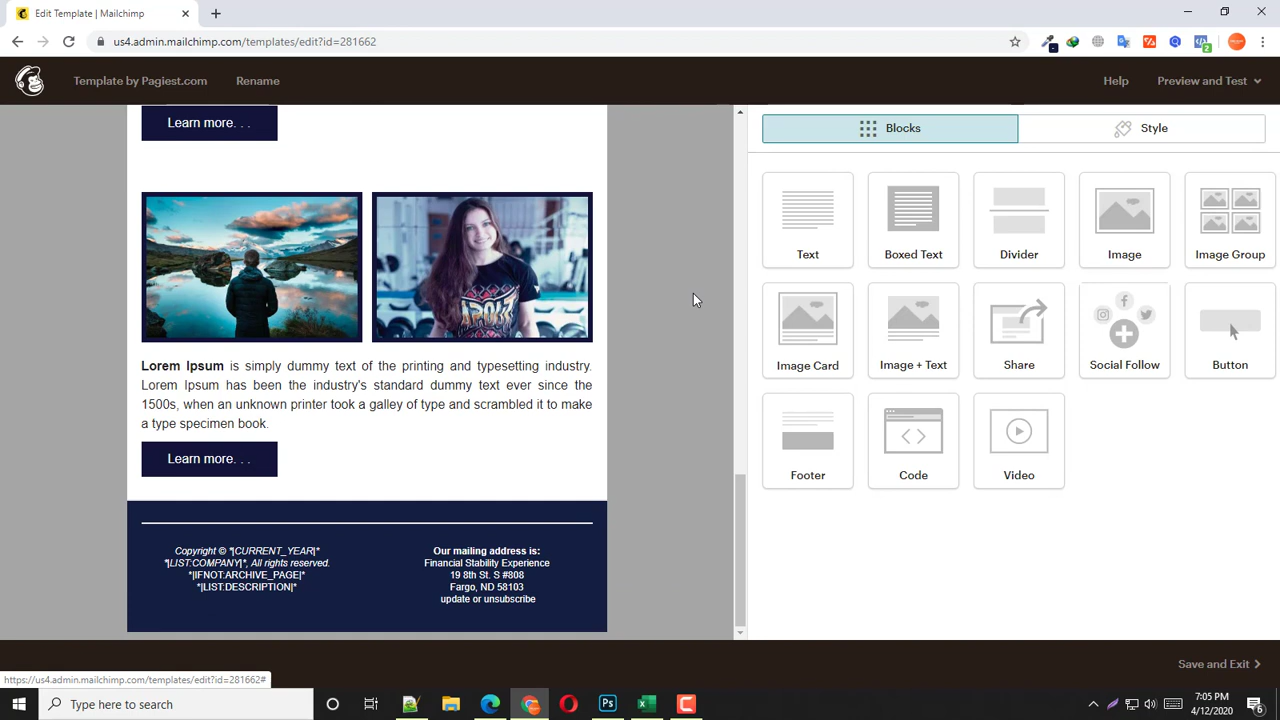 Edit Template | Mailchimp
us4.admin.mailchimp.com/templates/edit?id=281662
2
Template by Pagiest.com
Rename
Help
Preview and Test
Learn more. . .
Blocks
Style
Text
Boxed Text
Divider
Image
Image Group
Image Card
Image + Text
Share
Social Follow
Button
Footer
Code
Video
Lorem Ipsum is simply dummy text of the printing and typesetting industry.
Lorem Ipsum has been the industry's standard dummy text ever since the
1500s, when an unknown printer took a galley of type and scrambled it to make
a type specimen book.
Learn more. . .
Copyright © *|CURRENT_YEAR|*
*|LIST:COMPANY|*, All rights reserved.
*|IFNOT:ARCHIVE_PAGE|*
*|LIST:DESCRIPTION|*
Our mailing address is:
Financial Stability Experience
19 8th St. S #808
Fargo, ND 58103
update or unsubscribe
Save and Exit
https://us4.admin.mailchimp.com/templates/edit?id=281662#
Type here to search
Ps
7:05 PM
4/12/2020
6